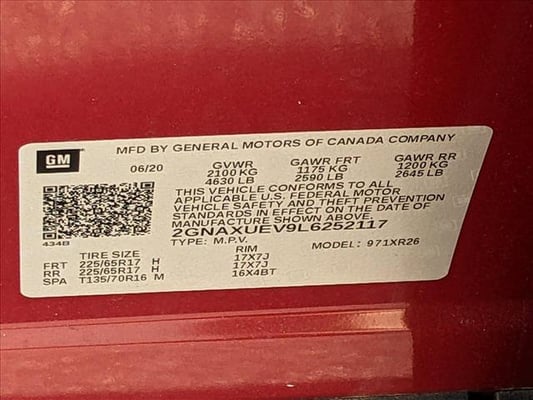 GM
MFD BY GENERAL MOTORS OF CANADA COMPANY
06/20 GVWR GAWR FRT GAWR RR
2100 KG 1175 KG 1200 KG
4630 LB 2590 LB 2645 LB
THIS VEHICLE CONFORMS TO ALL
APPLICABLE U.S. FEDERAL MOTOR
VEHICLE SAFETY AND THEFT PREVENTION
STANDARDS IN EFFECT ON THE DATE OF
MANUFACTURE SHOWN ABOVE.
434B
2GNAXUEV9L6252117
TYPE: M.P.V. MODEL: 971XR26
TIRE SIZE RIM
FRT 225/65R17 H 17X7J
RR 225/65R17 H 17X7J
SPA T135/70R16 M 16X4BT